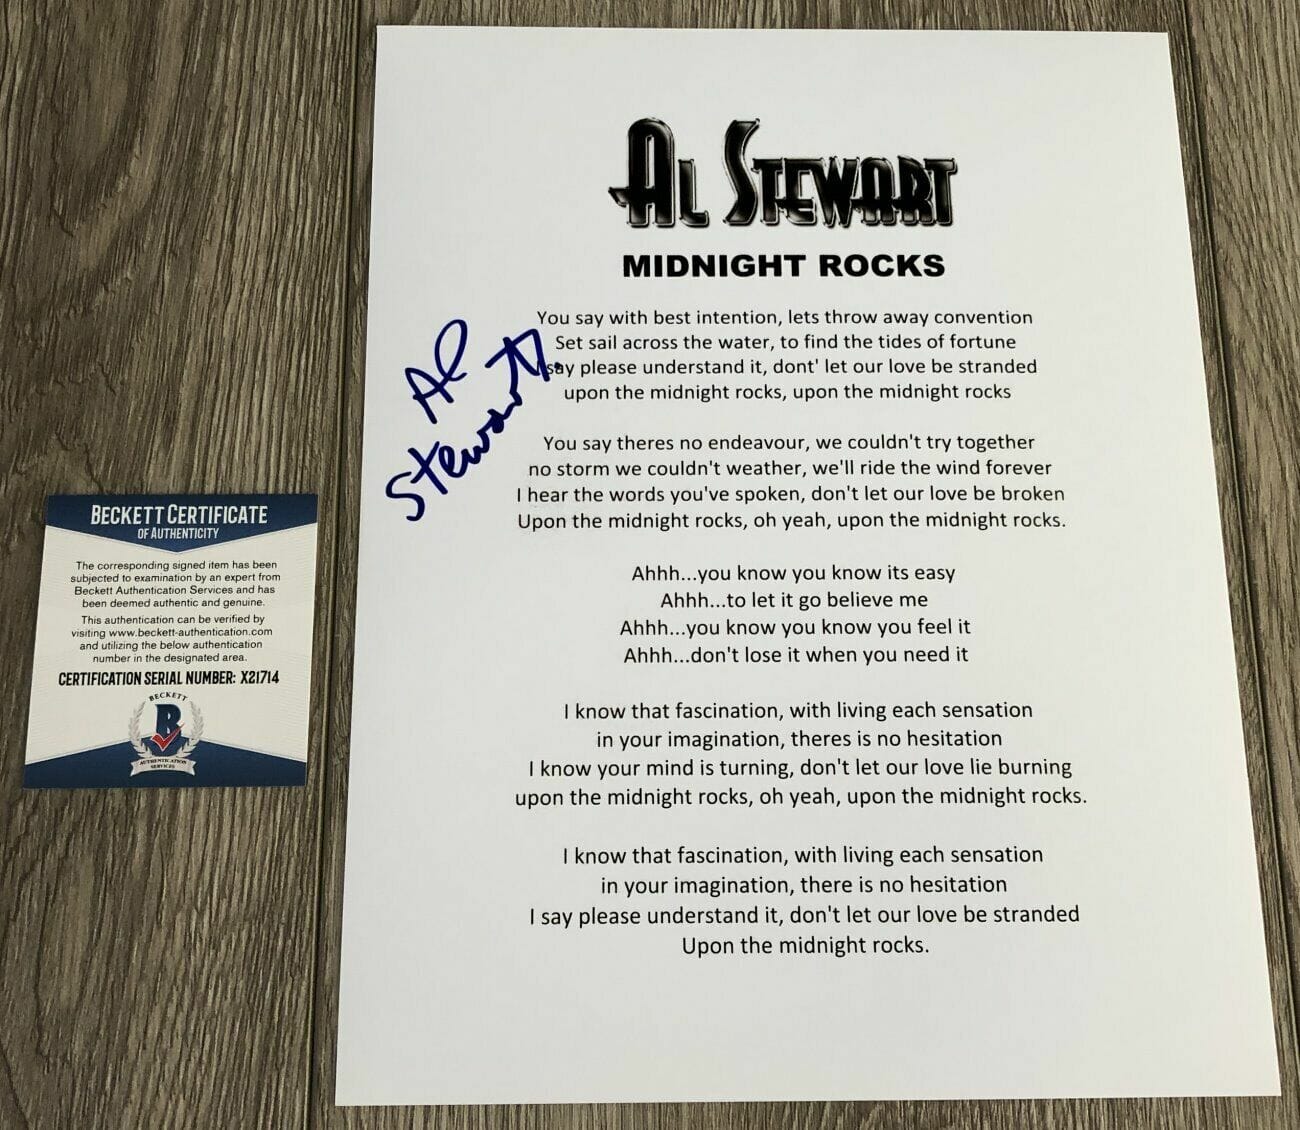 AL STEWART
MIDNIGHT ROCKS
You say with best intention, lets throw away convention
Set sail across the water, to find the tides of fortune
I say please understand it, dont' let our love be stranded
upon the midnight rocks, upon the midnight rocks
Al
Stewart
You say theres no endeavour, we couldn't try together
no storm we couldn't weather, we'll ride the wind forever
I hear the words you've spoken, don't let our love be broken
Upon the midnight rocks, oh yeah, upon the midnight rocks.
Ahhh...you know you know its easy
Ahhh...to let it go believe me
Ahhh...you know you know you feel it
Ahhh...don't lose it when you need it
I know that fascination, with living each sensation
in your imagination, theres is no hesitation
I know your mind is turning, don't let our love lie burning
upon the midnight rocks, oh yeah, upon the midnight rocks.
I know that fascination, with living each sensation
in your imagination, there is no hesitation
I say please understand it, don't let our love be stranded
Upon the midnight rocks.
BECKETT CERTIFICATE
OF AUTHENTICITY
The corresponding signed item has been
subjected to examination by an expert from
Beckett Authentication Services and has
been deemed authentic and genuine.
This authentication can be verified by
visiting www.beckett-authentication.com
and utilizing the below authentication
number in the designated area.
CERTIFICATION SERIAL NUMBER: X21714
BECKETT
B
AUTHENTICATION
SERVICES